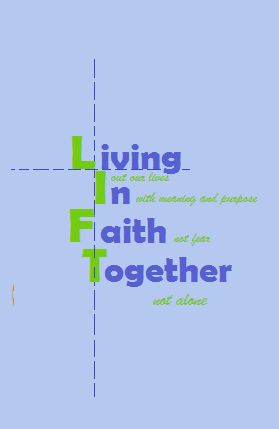 Living
out our lives
In with meaning and purpose
Faith not fear
Together
not alone